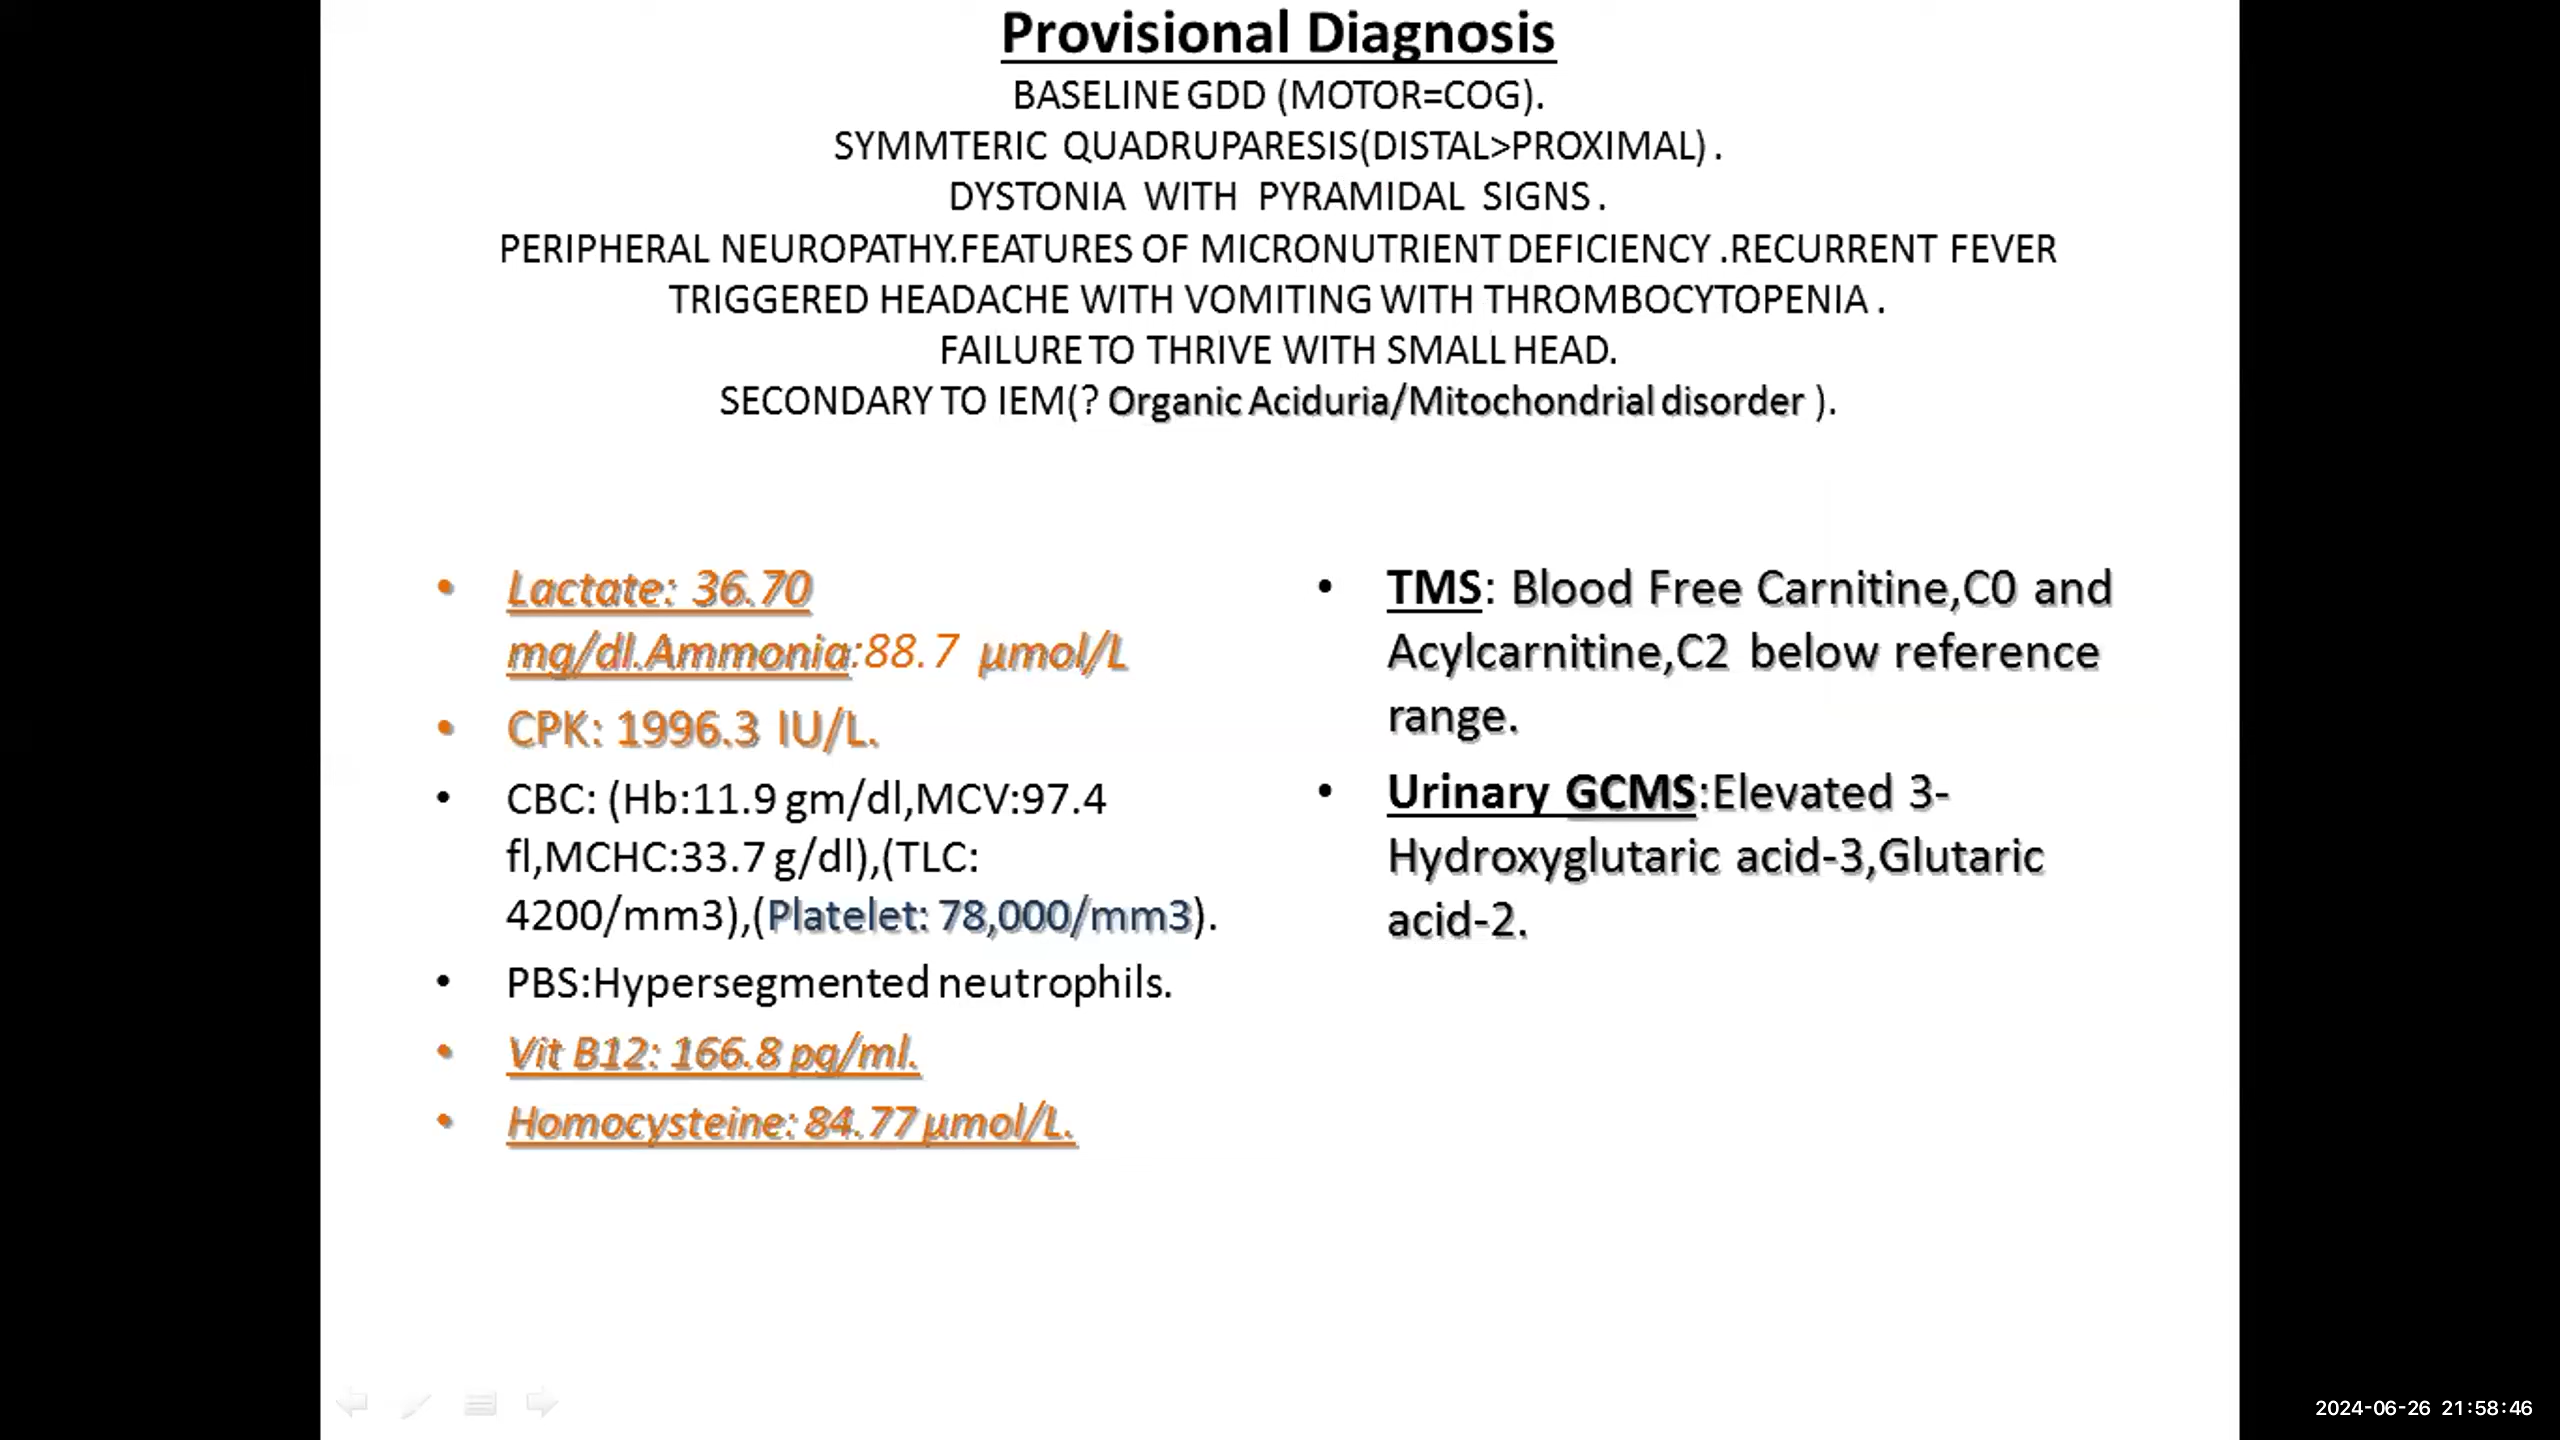 Provisional Diagnosis
BASELINE GDD (MOTOR=COG).
SYMMTERIC QUADRUPARESIS(DISTAL>PROXIMAL) .
DYSTONIA WITH PYRAMIDAL SIGNS .
PERIPHERAL NEUROPATHY.FEATURES OF MICRONUTRIENT DEFICIENCY .RECURRENT FEVER
TRIGGERED HEADACHE WITH VOMITING WITH THROMBOCYTOPENIA .
FAILURE TO THRIVE WITH SMALL HEAD.
SECONDARY TO IEM(? Organic Aciduria/Mitochondrial disorder ).
• Lactate: 36.70
mg/dl.Ammonia:88.7 µmol/L
• CPK: 1996.3 IU/L.
• CBC: (Hb:11.9 gm/dl,MCV:97.4
fl,MCHC:33.7 g/dl),(TLC:
4200/mm3),(Platelet: 78,000/mm3).
• PBS:Hypersegmented neutrophils.
• Vit B12: 166.8 pg/ml.
• Homocysteine: 84.77 µmol/L.
• TMS: Blood Free Carnitine,C0 and
Acylcarnitine,C2 below reference
range.
• Urinary GCMS:Elevated 3-
Hydroxyglutaric acid-3,Glutaric
acid-2.
2024-06-26 21:58:46